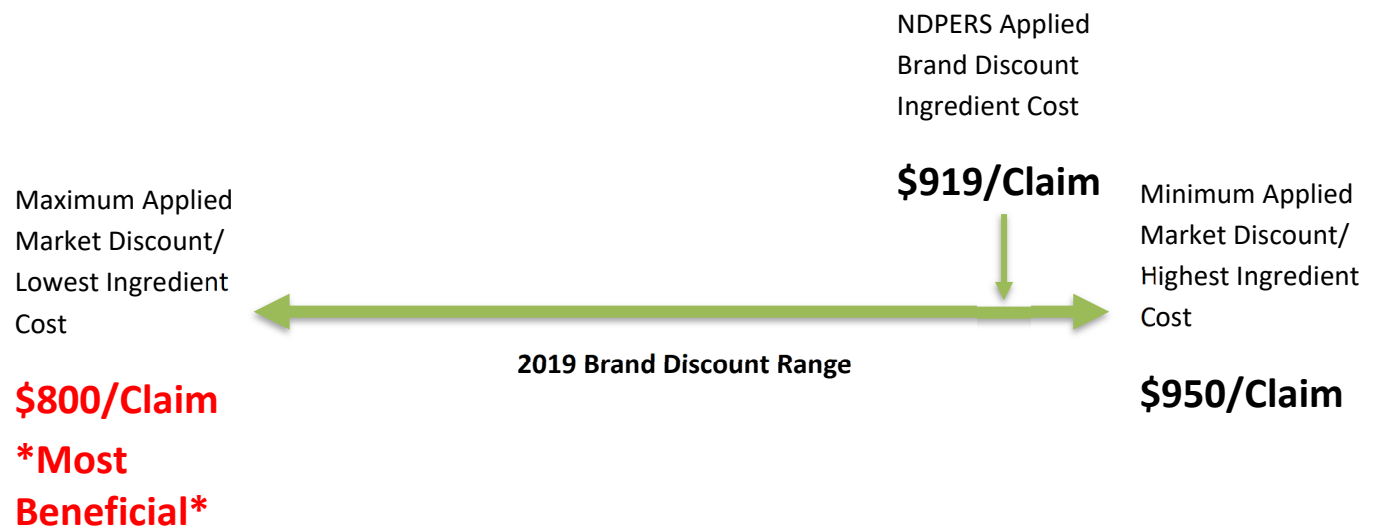 NDPERS Applied
Brand Discount
Ingredient Cost
$919/Claim
Maximum Applied
Market Discount/
Lowest Ingredient
Cost
$800/Claim
*Most
Beneficial*
2019 Brand Discount Range
Minimum Applied
Market Discount/
Highest Ingredient
Cost
$950/Claim